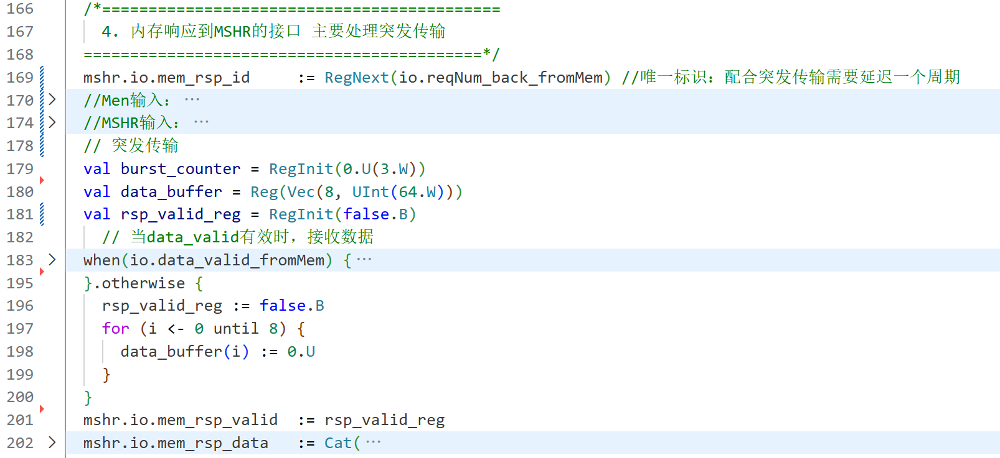 166 /*===========================================
167 4. 内存响应到MSHR的接口 主要处理突发传输
168 ===========================================*/
169 mshr.io.mem_rsp_id := RegNext(io.reqNum_back_fromMem) //唯一标识：配合突发传输需要延迟一个周期
170 //Men输入： ···
174 //MSHR输入： ···
178 // 突发传输
179 val burst_counter = RegInit(0.U(3.W))
180 val data_buffer = Reg(Vec(8, UInt(64.W)))
181 val rsp_valid_reg = RegInit(false.B)
182 // 当data_valid有效时，接收数据
183 when(io.data_valid_fromMem) { ···
195 }.otherwise {
196 rsp_valid_reg := false.B
197 for (i <- 0 until 8) {
198 data_buffer(i) := 0.U
199 }
200 }
201 mshr.io.mem_rsp_valid := rsp_valid_reg
202 mshr.io.mem_rsp_data := Cat( ···